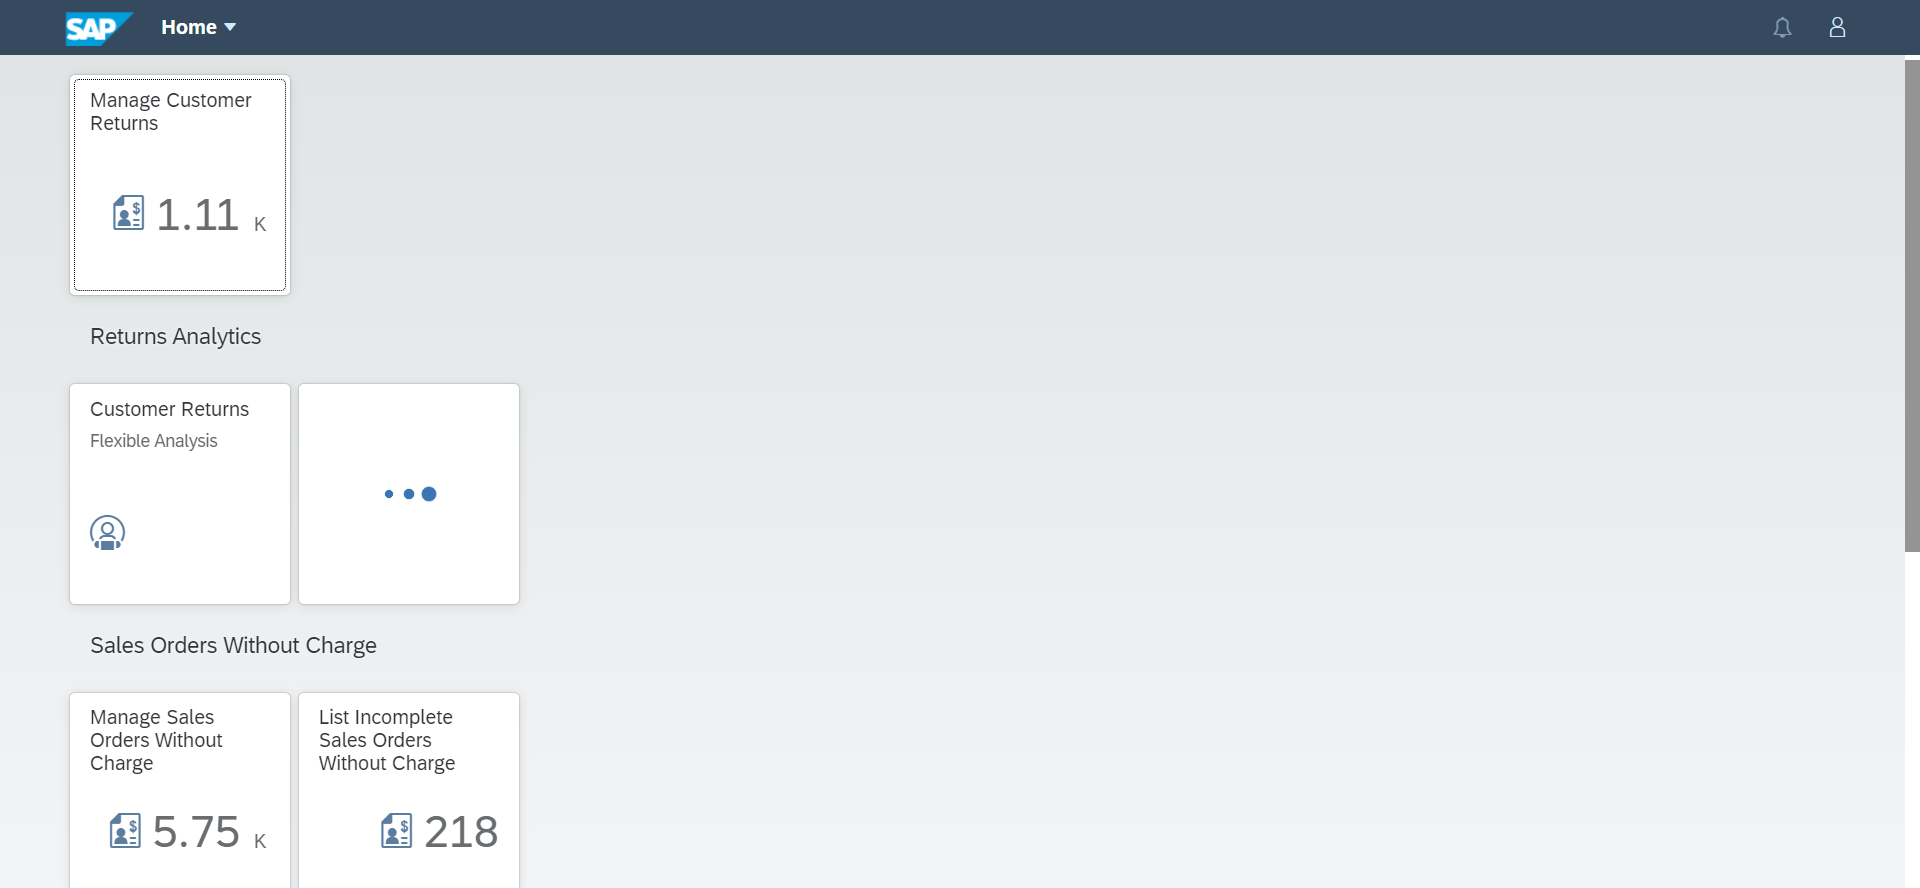 SAP
Home
Manage Customer
Returns
1.11 K
Returns Analytics
Customer Returns
Flexible Analysis
Sales Orders Without Charge
Manage Sales
Orders Without
Charge
5.75 K
List Incomplete
Sales Orders
Without Charge
218